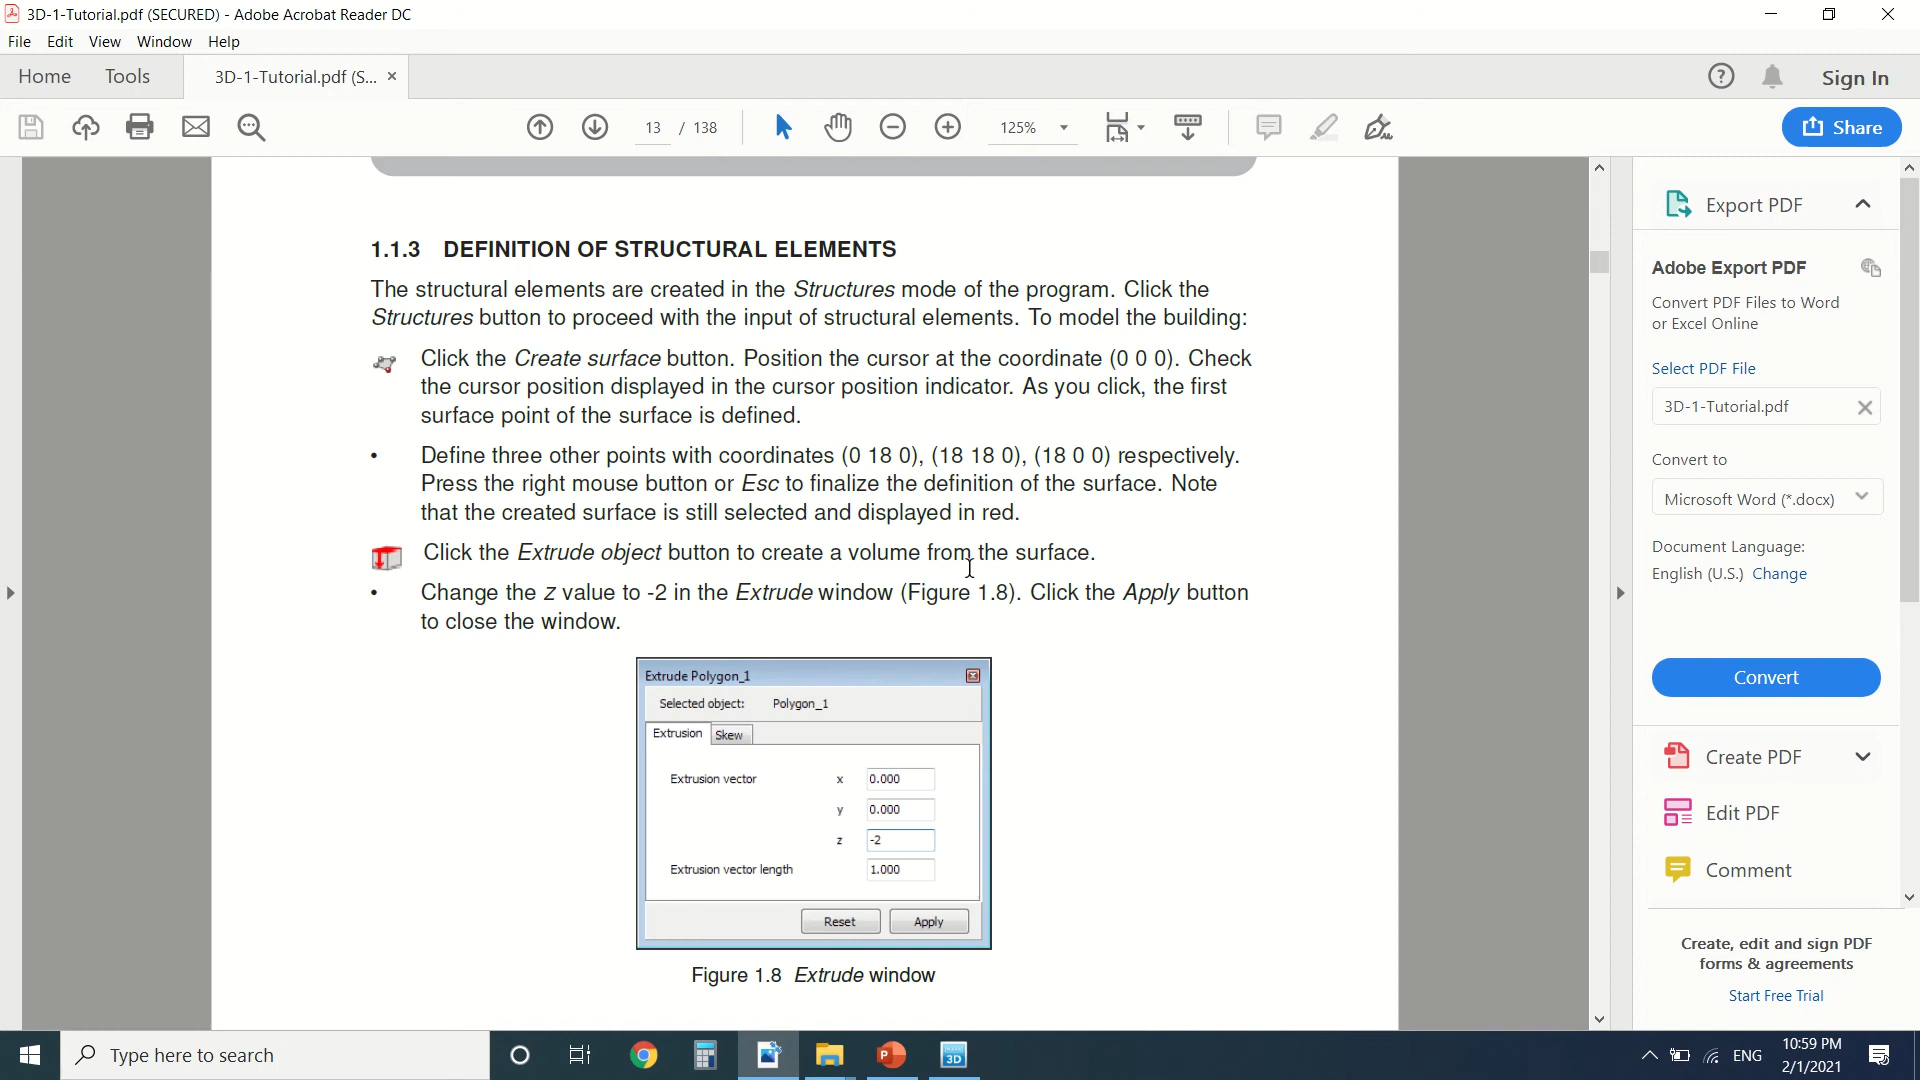 3D-1-Tutorial.pdf (SECURED) - Adobe Acrobat Reader DC
File Edit View Window Help
Home Tools 3D-1-Tutorial.pdf (S... × Sign In
13 / 138 125% Share
1.1.3 DEFINITION OF STRUCTURAL ELEMENTS
The structural elements are created in the Structures mode of the program. Click the
Structures button to proceed with the input of structural elements. To model the building:
Click the Create surface button. Position the cursor at the coordinate (0 0 0). Check
the cursor position displayed in the cursor position indicator. As you click, the first
surface point of the surface is defined.
• Define three other points with coordinates (0 18 0), (18 18 0), (18 0 0) respectively.
Press the right mouse button or Esc to finalize the definition of the surface. Note
that the created surface is still selected and displayed in red.
Click the Extrude object button to create a volume from the surface.
• Change the z value to -2 in the Extrude window (Figure 1.8). Click the Apply button
to close the window.
Extrude Polygon_1
Selected object: Polygon_1
Extrusion Skew
Extrusion vector x 0.000
y 0.000
z -2
Extrusion vector length 1.000
Reset Apply
Figure 1.8 Extrude window
Export PDF
Adobe Export PDF
Convert PDF Files to Word
or Excel Online
Select PDF File
3D-1-Tutorial.pdf
Convert to
Microsoft Word (*.docx)
Document Language:
English (U.S.) Change
Convert
Create PDF
Edit PDF
Comment
Create, edit and sign PDF
forms & agreements
Start Free Trial
Type here to search
3D
ENG
10:59 PM
2/1/2021